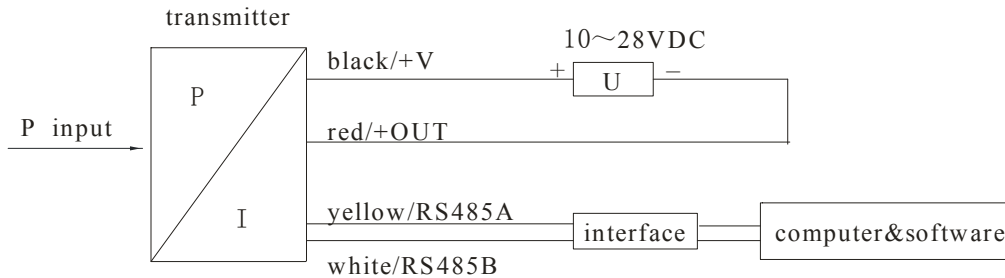 transmitter
10～28VDC
black/+V
+ U −
P
P input
red/+OUT
I
yellow/RS485A
interface
computer&software
white/RS485B